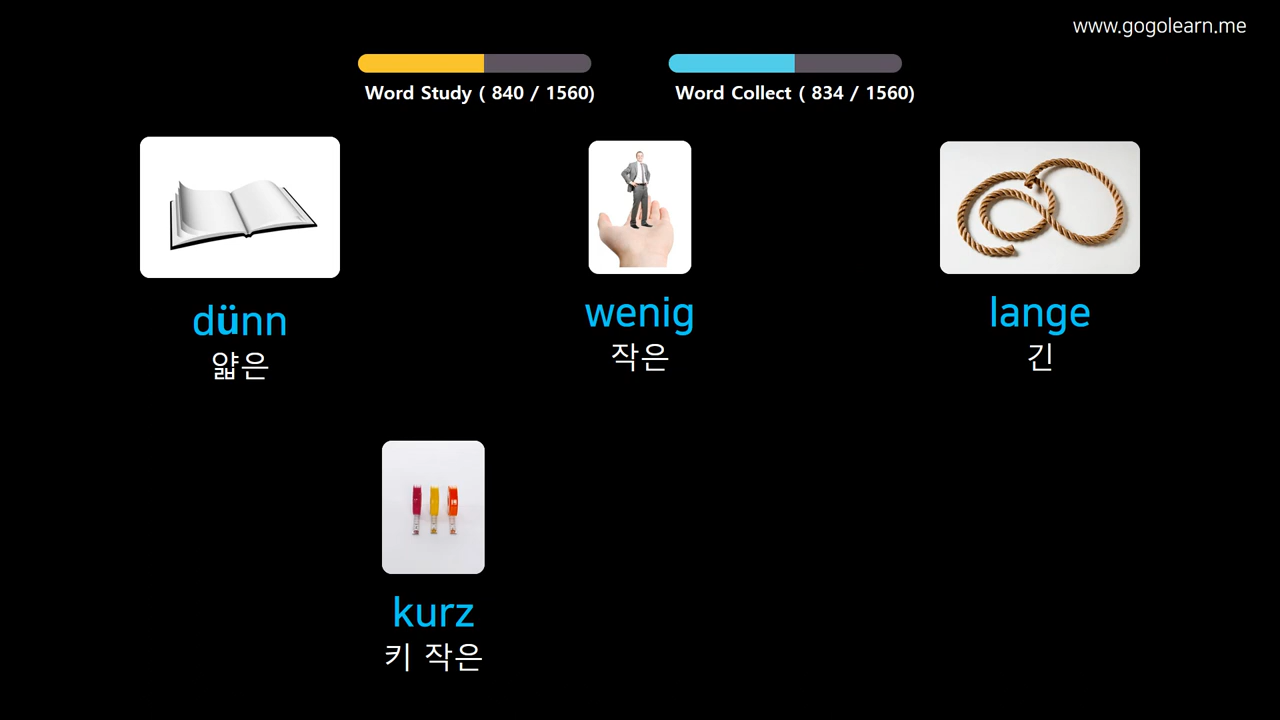 www.gogolearn.me
Word Study ( 840 / 1560)
Word Collect ( 834 / 1560)
dünn
얇은
wenig
작은
lange
긴
kurz
키 작은